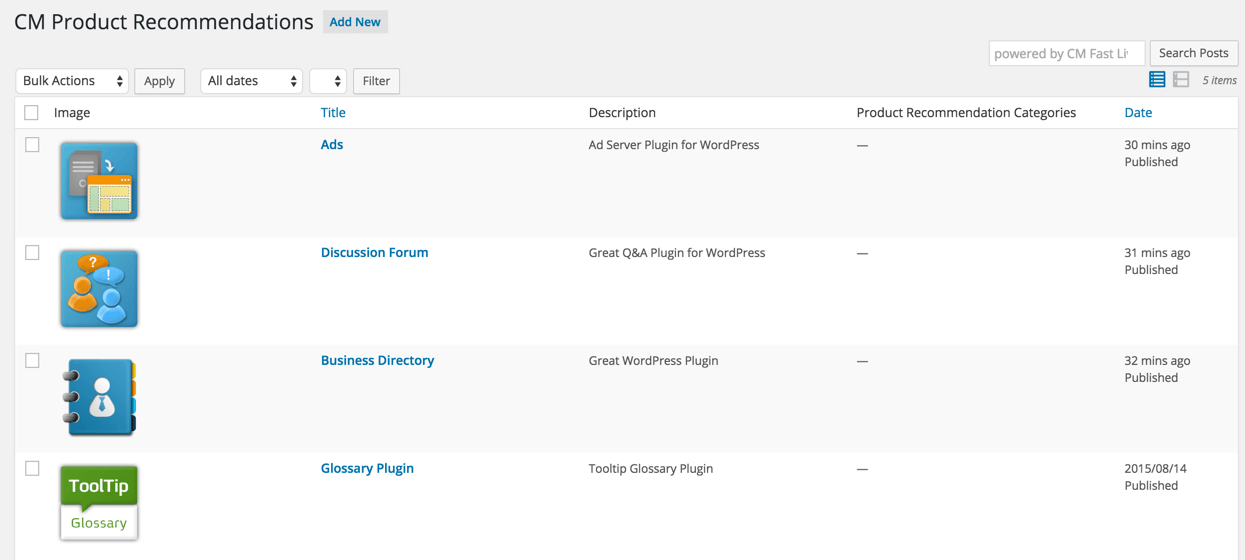 CM Product Recommendations Add New
powered by CM Fast Li Search Posts
Bulk Actions Apply All dates Filter
5 items
Image Title Description Product Recommendation Categories Date
Ads Ad Server Plugin for WordPress — 30 mins ago
Published
Discussion Forum Great Q&A Plugin for WordPress — 31 mins ago
Published
? !
Business Directory Great WordPress Plugin — 32 mins ago
Published
Glossary Plugin Tooltip Glossary Plugin — 2015/08/14
Published
ToolTip
Glossary